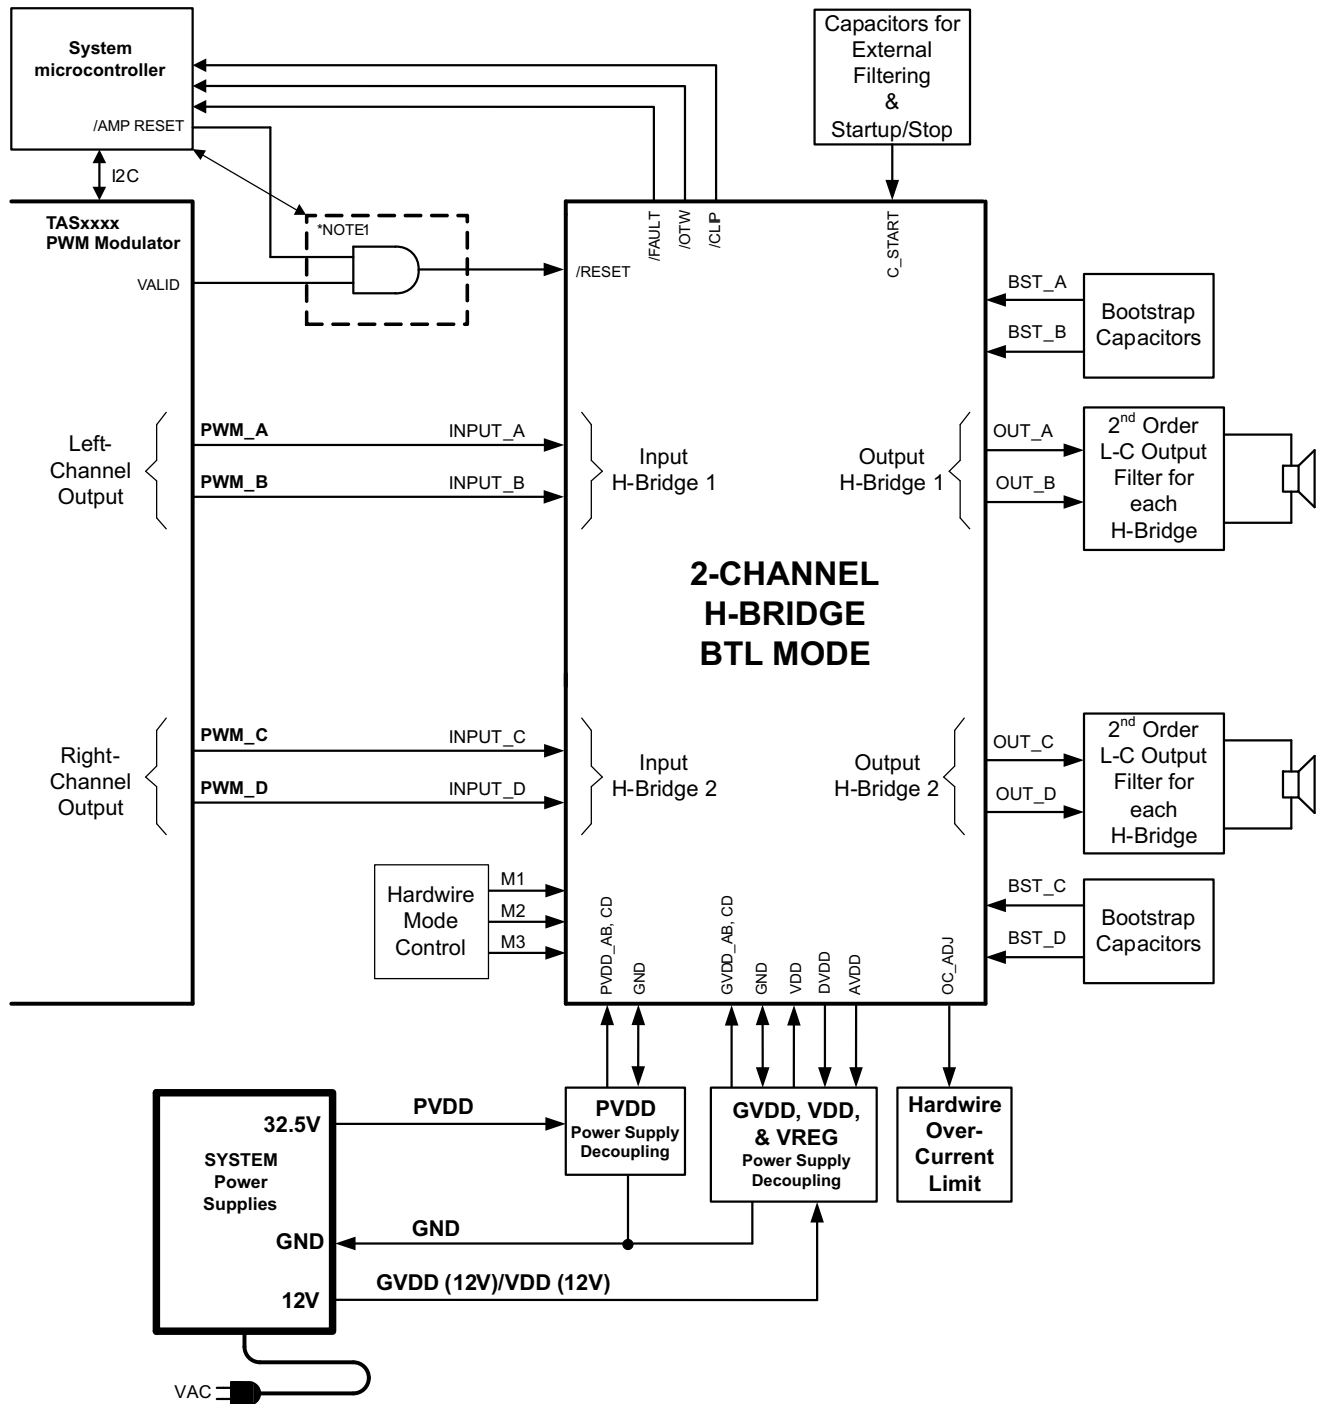 System
microcontroller
/AMP RESET
I2C
TASxxxx
PWM Modulator
VALID
*NOTE1
/RESET
/FAULT
/OTW
/CLIP
Capacitors for
External
Filtering
&
Startup/Stop
C_START
BST_A
BST_B
Bootstrap
Capacitors
Left-
Channel
Output
PWM_A
PWM_B
INPUT_A
INPUT_B
Input
H-Bridge 1
Output
H-Bridge 1
OUT_A
OUT_B
2nd Order
L-C Output
Filter for
each
H-Bridge
2-CHANNEL
H-BRIDGE
BTL MODE
Right-
Channel
Output
PWM_C
PWM_D
INPUT_C
INPUT_D
Input
H-Bridge 2
Output
H-Bridge 2
OUT_C
OUT_D
2nd Order
L-C Output
Filter for
each
H-Bridge
Hardwire
Mode
Control
M1
M2
M3
PVDD_AB, CD
GND
GVDD_AB, CD
GND
VDD
DVDD
AVDD
OC_ADJ
BST_C
BST_D
Bootstrap
Capacitors
32.5V
SYSTEM
Power
Supplies
GND
12V
PVDD
GND
GVDD (12V)/VDD (12V)
PVDD
Power Supply
Decoupling
GVDD, VDD,
& VREG
Power Supply
Decoupling
Hardwire
Over-
Current
Limit
VAC